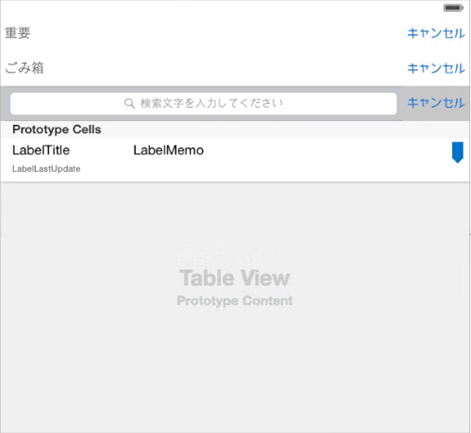 重要 キャンセル
ごみ箱 キャンセル
検索文字を入力してください キャンセル
Prototype Cells
LabelTitle LabelMemo
LabelLastUpdate
Table View
Prototype Content